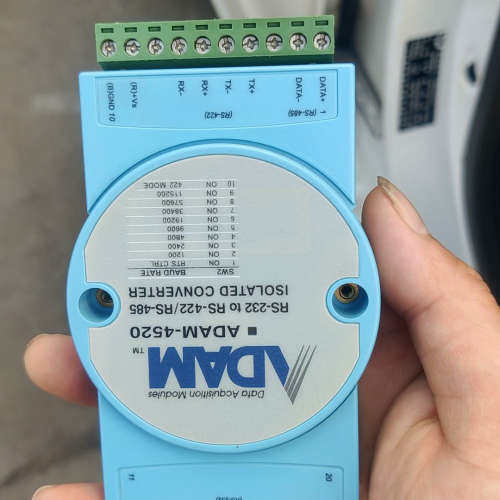 20
11
Data Acquisition Modules
ADAM™
■ ADAM-4520
RS-232 to RS-422/RS-485
ISOLATED CONVERTER
SW2 BAUD RATE
1 ON RTS CTRL
2 ON 1200
3 ON 2400
4 ON 4800
5 ON 9600
6 ON 19200
7 ON 38400
8 ON 57600
9 ON 115200
10 ON 422 MODE
(RS-485)
(RS-422)
1 DATA+
DATA-
TX+
TX-
RX+
RX-
(R)+Vs
(B)GND 10